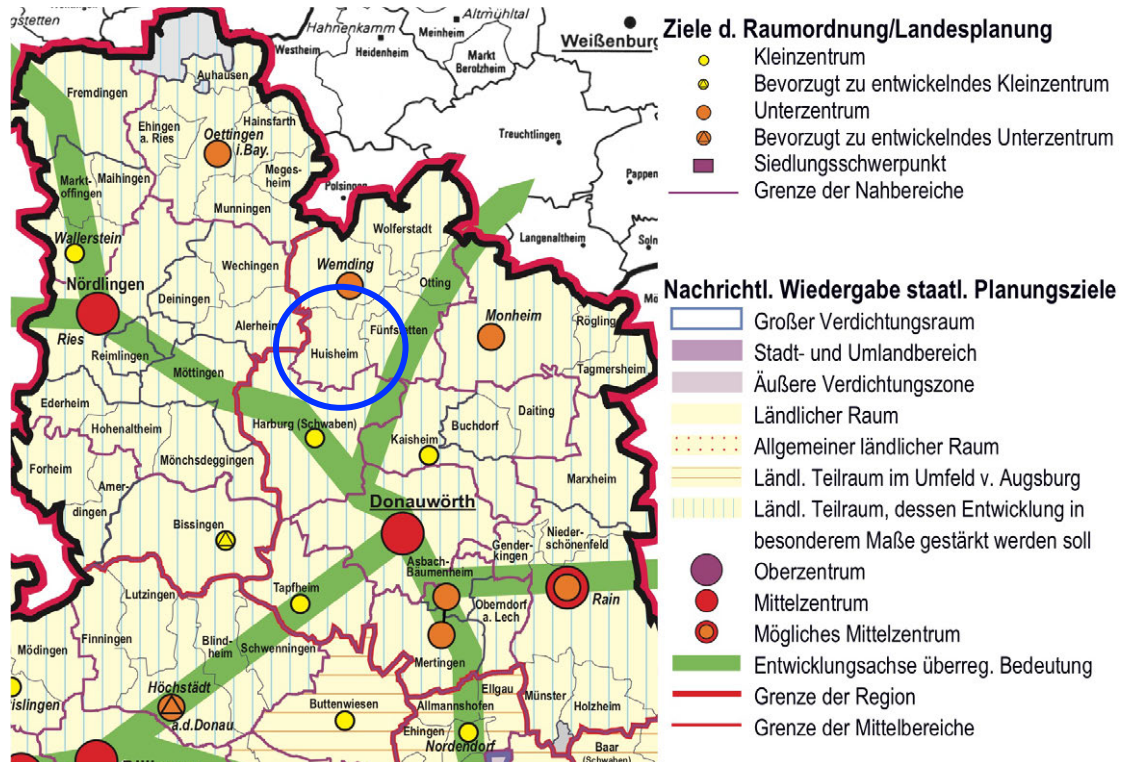 gstetten
Hahnenkamm
Altmühltal
Westheim
Heidenheim
Meinheim
Markt
Berolzheim
Weißenburg
Auhausen
Fremdingen
Ehingen
a. Ries
Hainsfarth
Oettingen
i.Bay.
Treuchtlingen
Markt-
offingen
Maihingen
Meges-
heim
Polsingen
Pappen
Munningen
Wolferstadt
Langenaltheim
Soln
Wallerstein
Wechingen
Wemding
Otting
Nördlingen
Deiningen
Alerheim
Fünfstetten
Monheim
Rögling
Ries
Reimlingen
Huisheim
Möttingen
Tagmersheim
Ederheim
Hohenaltheim
Harburg (Schwaben)
Kaisheim
Buchdorf
Daiting
Forheim
Mönchsdeggingen
Marxheim
Amer-
dingen
Donauwörth
Bissingen
Nieder-
schönenfeld
Gender-
kingen
Asbach-
Bäumenheim
Lutzingen
Tapfheim
Oberndorf
a. Lech
Rain
Finningen
Blind-
heim
Schwenningen
Mödingen
Mertingen
Höchstädt
a.d.Donau
islingen
Buttenwiesen
Ellgau
Allmannshofen
Münster
Holzheim
Ehingen
Nordendorf
Baar
(Schwaben)
Ziele d. Raumordnung/Landesplanung
Kleinzentrum
Bevorzugt zu entwickelndes Kleinzentrum
Unterzentrum
Bevorzugt zu entwickelndes Unterzentrum
Siedlungsschwerpunkt
Grenze der Nahbereiche
Nachrichtl. Wiedergabe staatl. Planungsziele
Großer Verdichtungsraum
Stadt- und Umlandbereich
Äußere Verdichtungszone
Ländlicher Raum
Allgemeiner ländlicher Raum
Ländl. Teilraum im Umfeld v. Augsburg
Ländl. Teilraum, dessen Entwicklung in
besonderem Maße gestärkt werden soll
Oberzentrum
Mittelzentrum
Mögliches Mittelzentrum
Entwicklungsachse überreg. Bedeutung
Grenze der Region
Grenze der Mittelbereiche